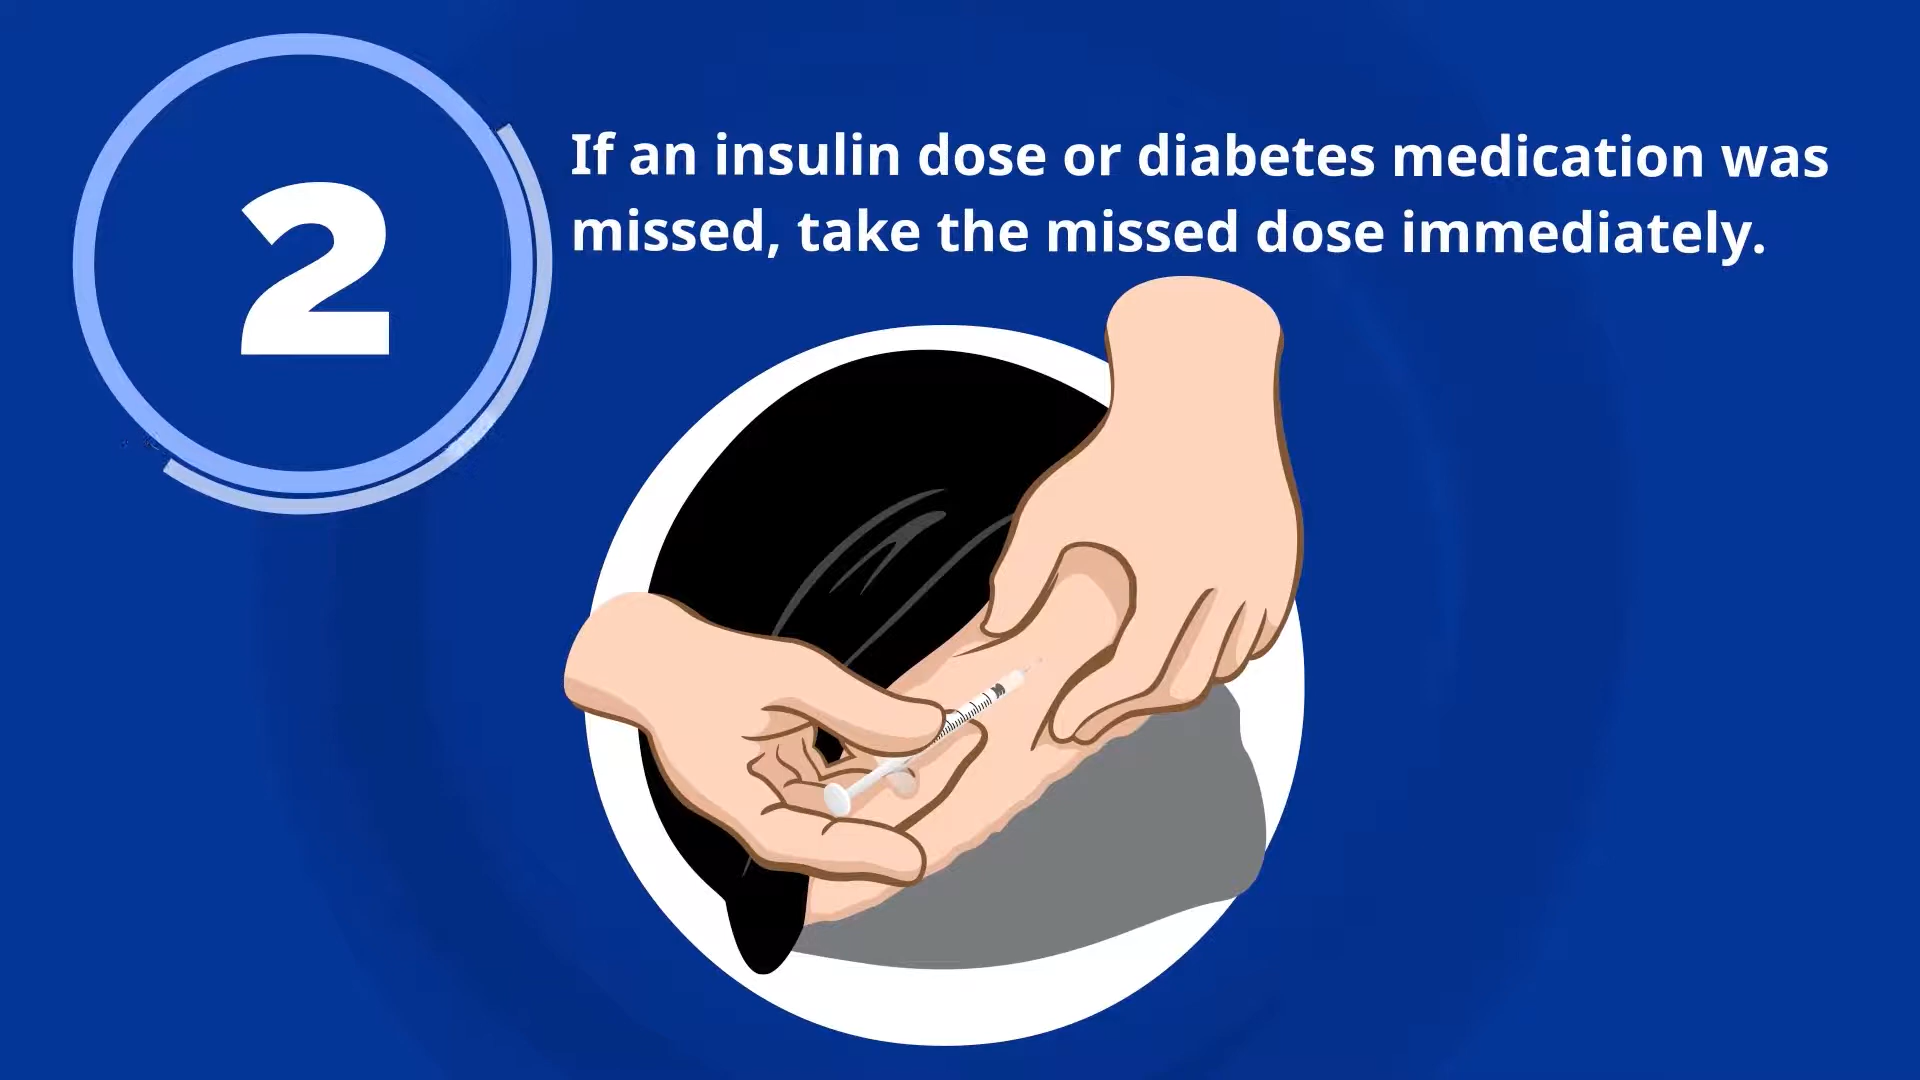 2
If an insulin dose or diabetes medication was
missed, take the missed dose immediately.